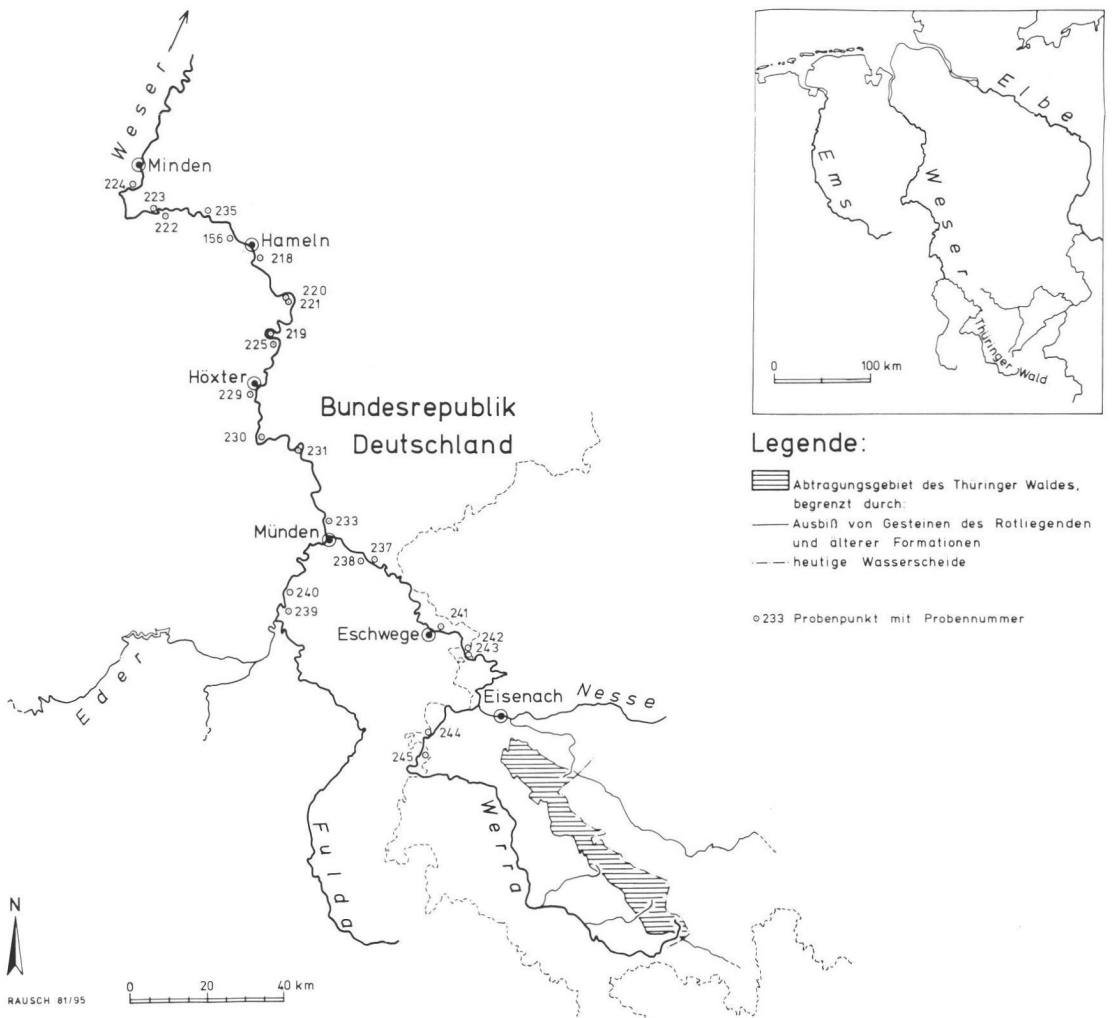 Weser
Minden
224
223
222
235
156
Hameln
218
220
221
219
225
Höxter
229
Bundesrepublik
Deutschland
230
231
233
Münden
237
238
240
239
241
Eschwege
242
243
Eder
Eisenach
Nesse
244
245
Werra
Fulda
N
RAUSCH 81/95
0 20 40 km
Elbe
Ems
Weser
Thüringer Wald
0 100 km
Legende:
Abtragungsgebiet des Thüringer Waldes,
begrenzt durch:
Ausbiß von Gesteinen des Rotliegenden
und älterer Formationen
heutige Wasserscheide
233 Probenpunkt mit Probennummer